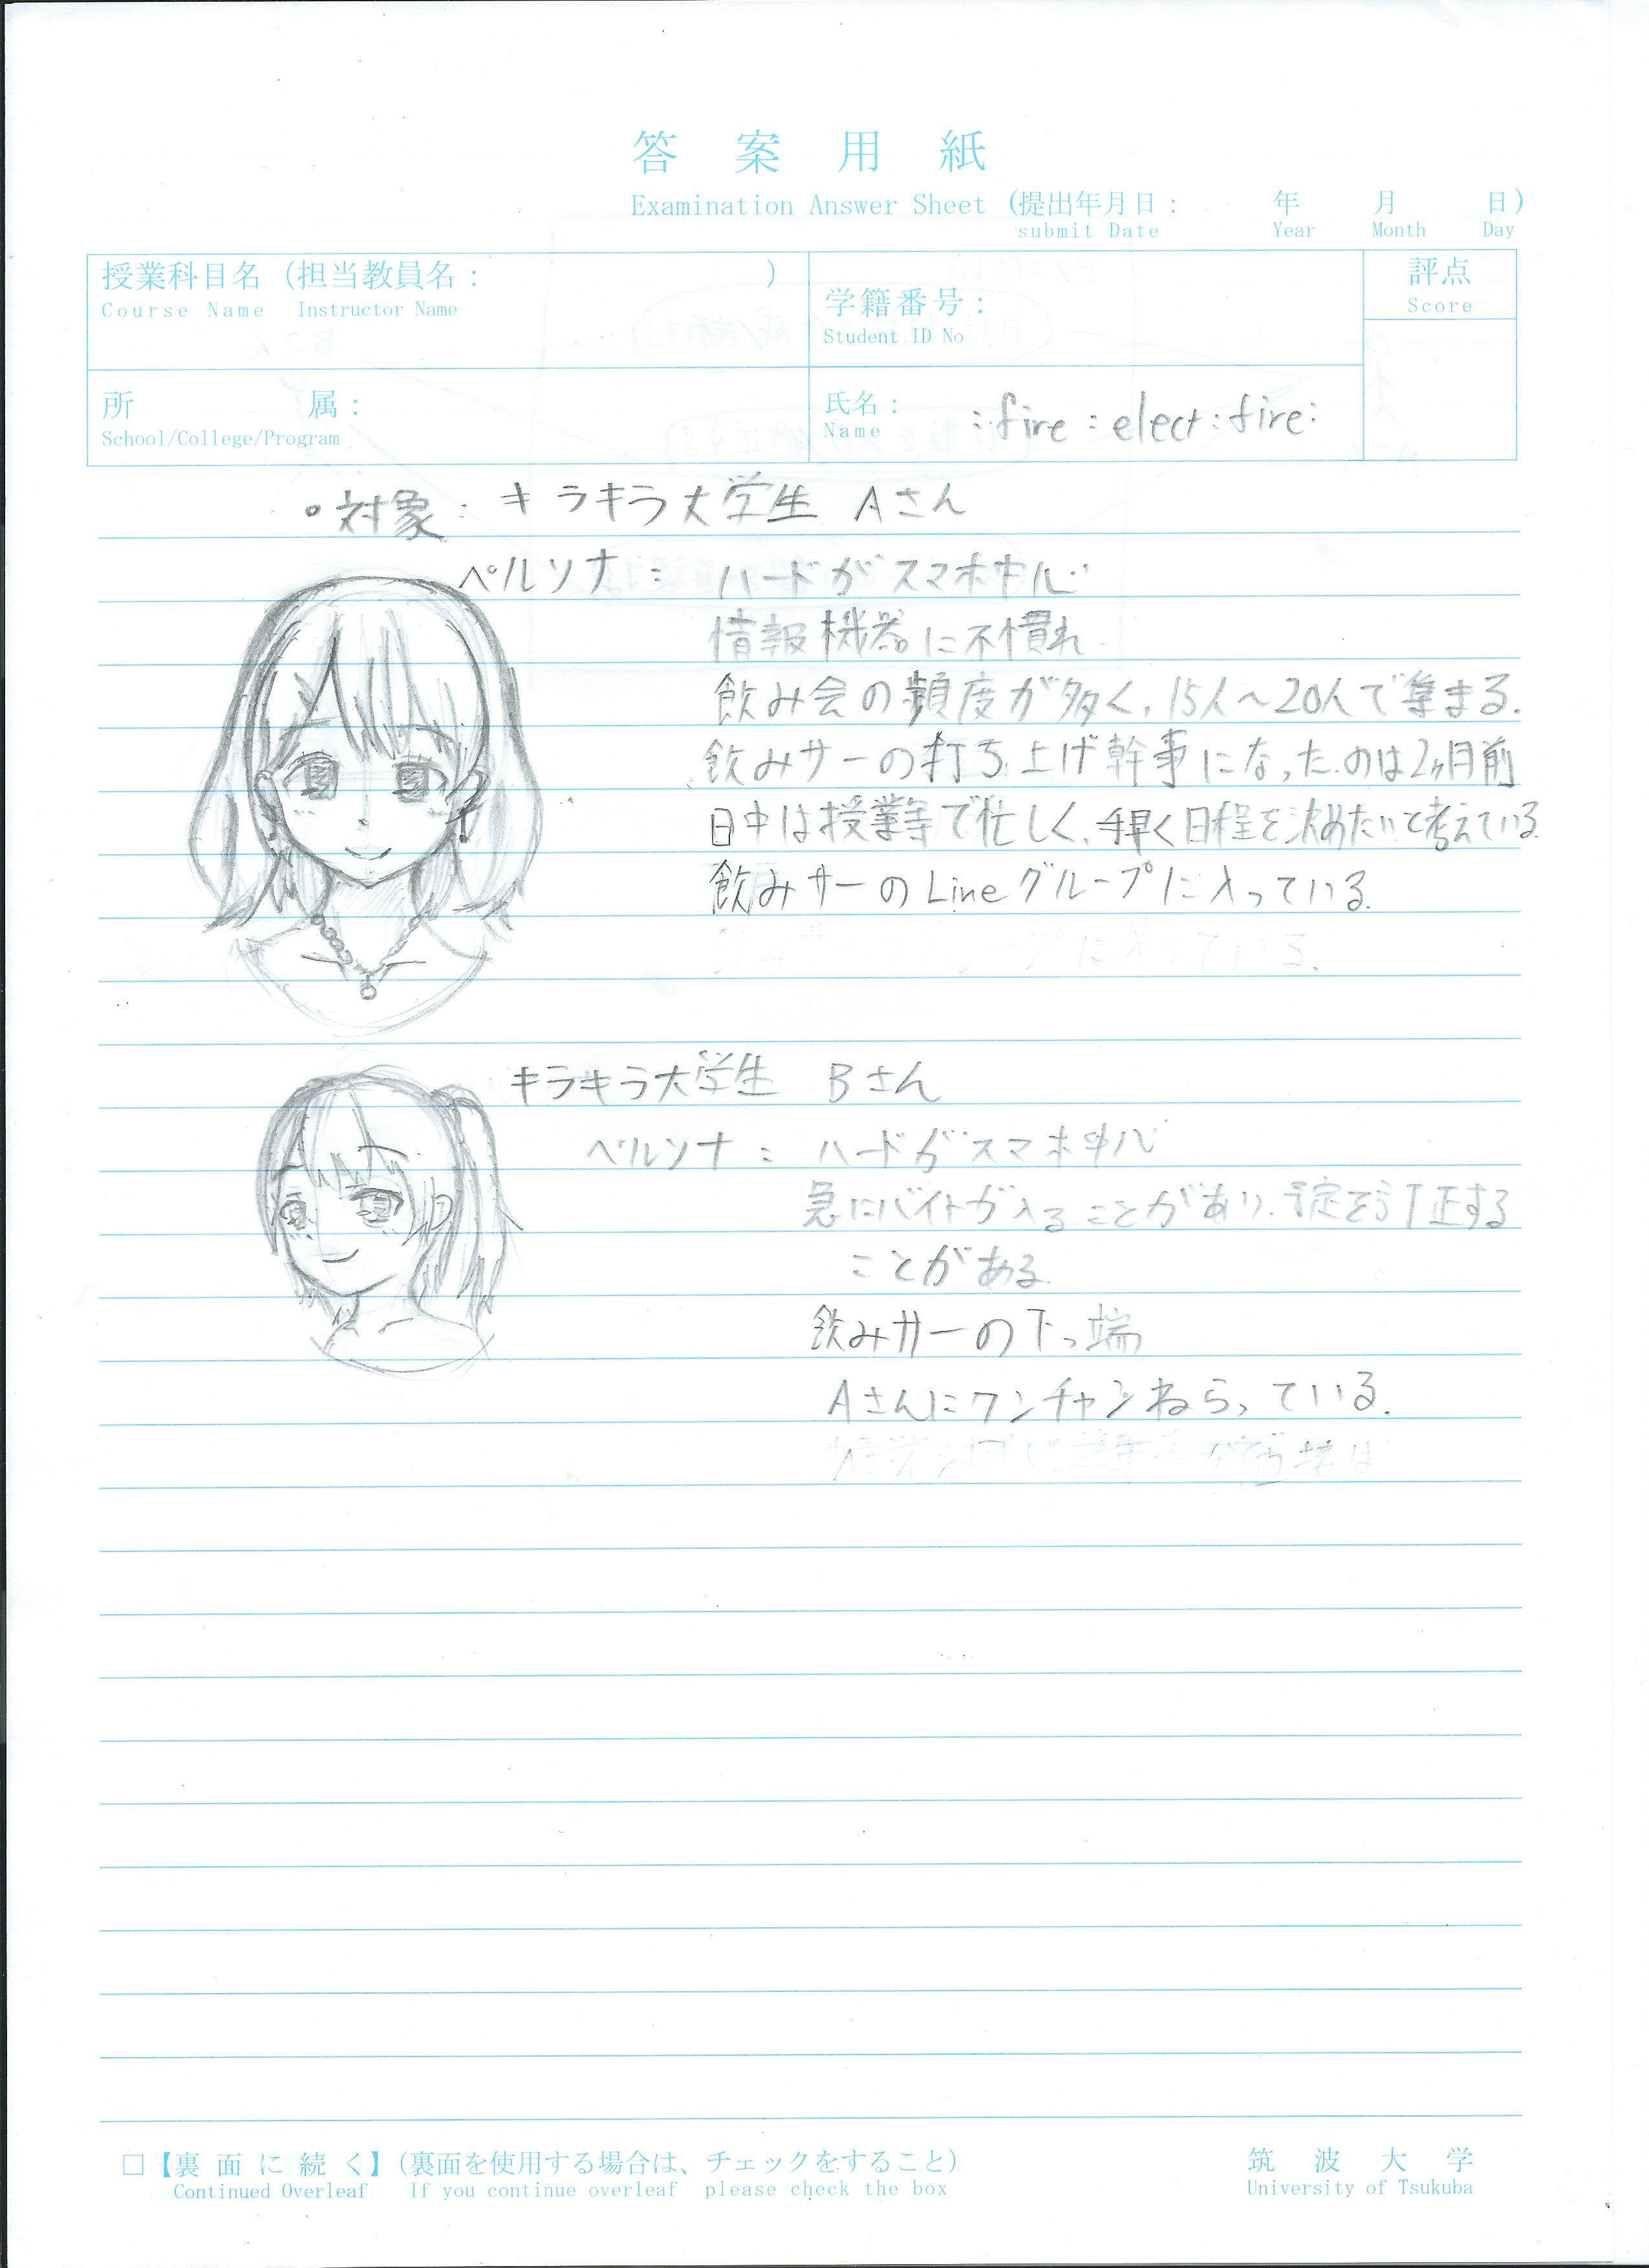 答案用紙
Examination Answer Sheet (提出年月日: 年 月 日)
submit Date Year Month Day
授業科目名 (担当教員名: )
Course Name Instructor Name
学籍番号:
Student ID No
評点
Score
所属:
School/College/Program
氏名:
Name
:fire:elect:fire:
対象: キラキラ大学生 Aさん
ペルソナ: ハードがスマホ中心
情報機器に不慣れ
飲み会の頻度が多く、15人~20人で集まる.
飲みサーの打ち上げ幹事になったのは2ヶ月前
日中は授業等で忙しく、手早く日程を決めたいと考えている.
飲みサーのLineグループに入っている.
キラキラ大学生 Bさん
ペルソナ: ハードがスマホ中心
急にバイトが入ることがあり、予定を訂正する
ことがある.
飲みサーの下っ端
Aさんにワンチャンねらっている.
□【裏面に続く】(裏面を使用する場合は、チェックをすること)
Continued Overleaf If you continue overleaf please check the box
筑波大学
University of Tsukuba